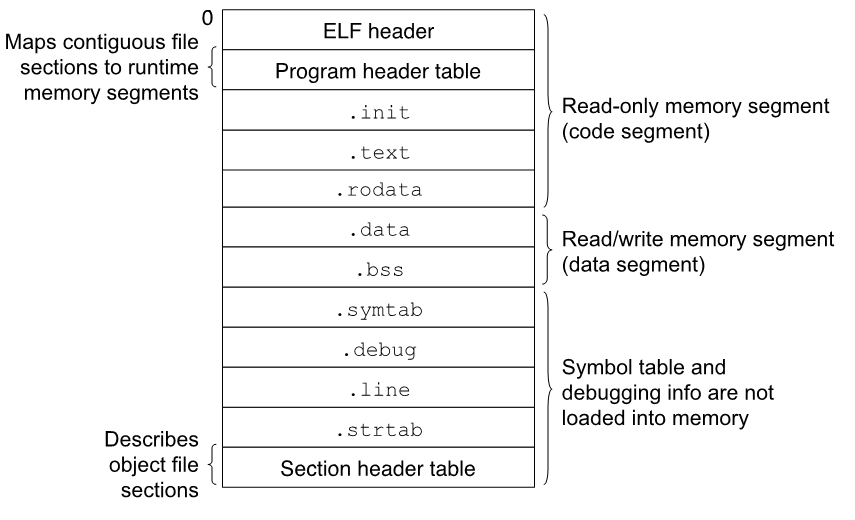 0
ELF header
Maps contiguous file
sections to runtime
memory segments
Program header table
.init
.text
.rodata
Read-only memory segment
(code segment)
.data
.bss
Read/write memory segment
(data segment)
.symtab
.debug
.line
.strtab
Symbol table and
debugging info are not
loaded into memory
Describes
object file
sections
Section header table